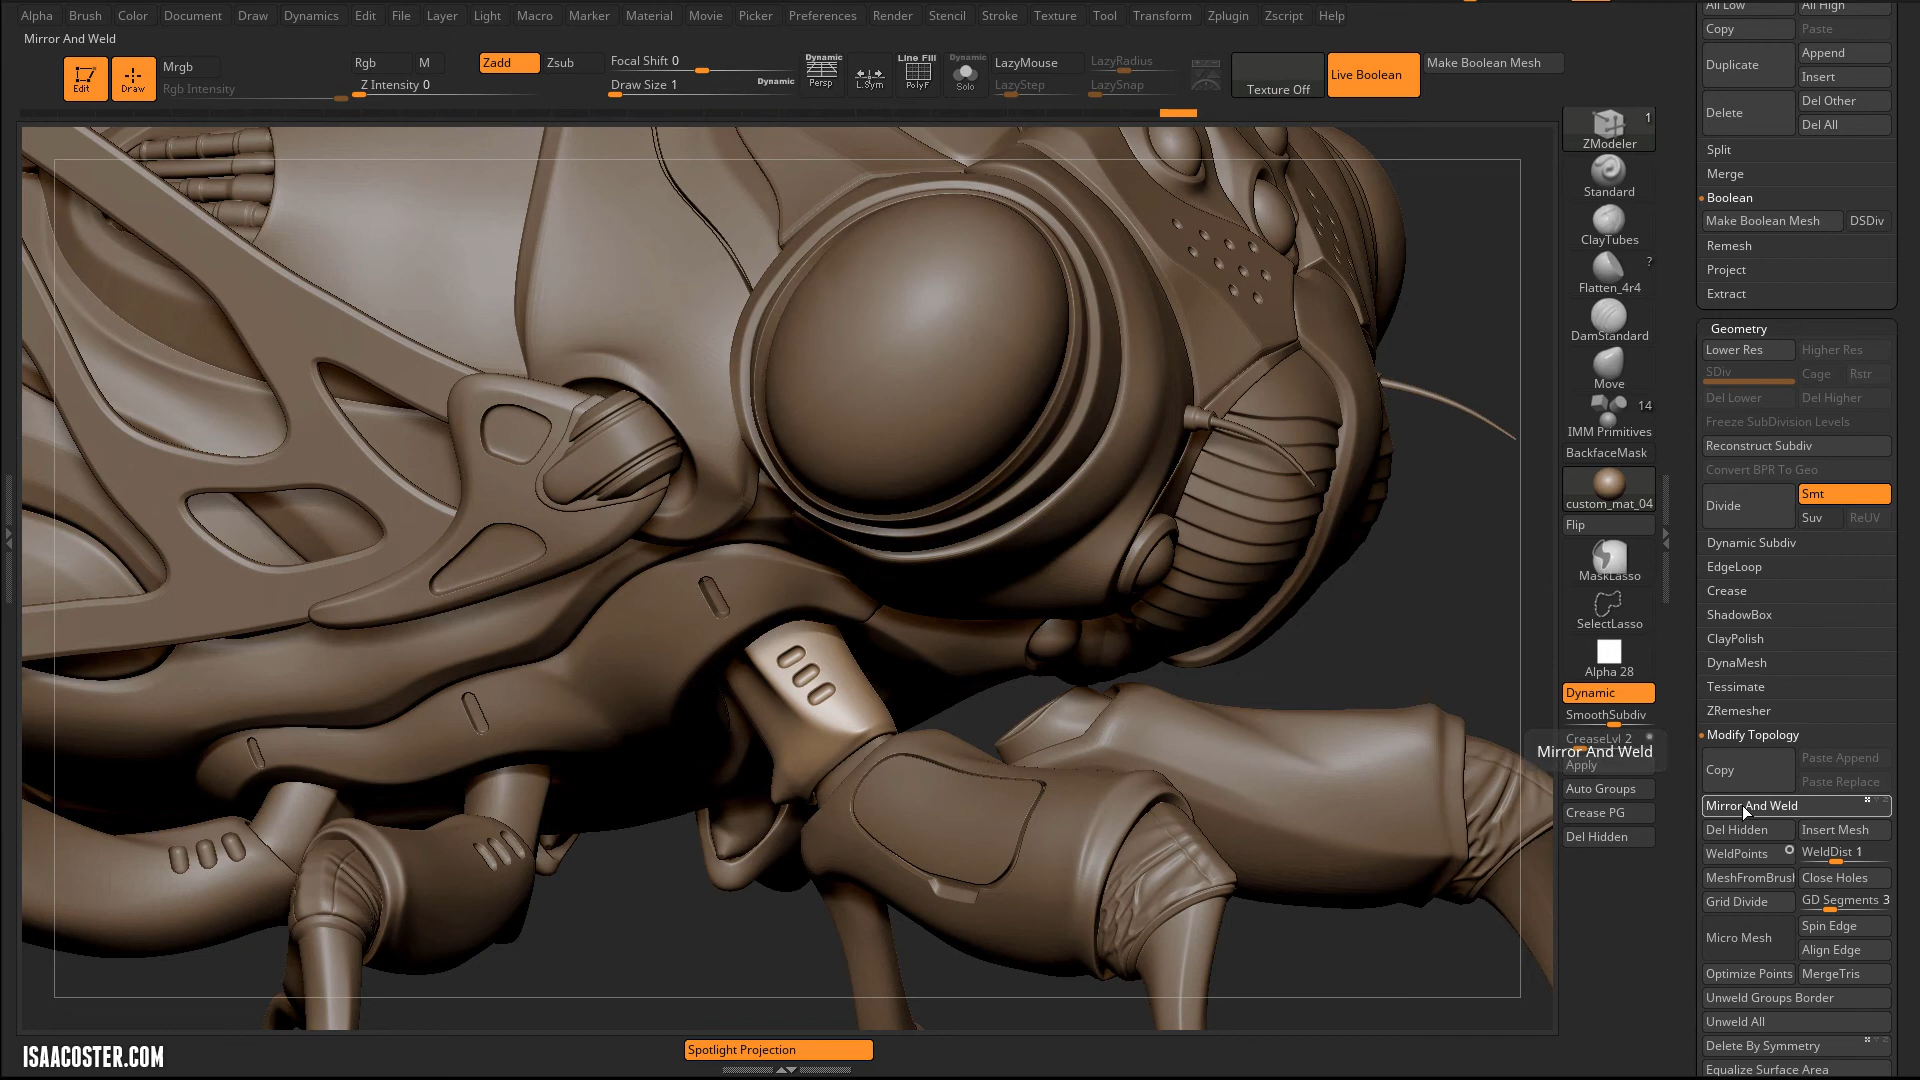 Alpha Brush Color Document Draw Dynamics Edit File Layer Light Macro Marker Material Movie Picker Preferences Render Stencil Stroke Texture Tool Transform Zplugin Zscript Help
Mirror And Weld
Edit
Draw
Mrgb
Rgb Intensity
Rgb M
Z Intensity 0
Zadd Zsub
Focal Shift 0
Draw Size 1
Dynamic
Dynamic
Persp
L.Sym
Line Fill
PolyF
Dynamic
Solo
LazyMouse
LazyStep
LazyRadius
LazySnap
Texture Off
Live Boolean
Make Boolean Mesh
1
ZModeler
Standard
ClayTubes
?
Flatten_4r4
DamStandard
Move
14
IMM Primitives
BackfaceMask
custom_mat_04
Flip
MaskLasso
SelectLasso
Alpha 28
Dynamic
SmoothSubdiv
CreaseLvl 2
Mirror And Weld
Apply
Auto Groups
Crease PG
Del Hidden
All Low All High
Copy Paste
Duplicate
Append
Insert
Delete
Del Other
Del All
Split
Merge
Boolean
Make Boolean Mesh DSDiv
Remesh
Project
Extract
Geometry
Lower Res Higher Res
SDiv Cage Rstr
Del Lower Del Higher
Freeze SubDivision Levels
Reconstruct Subdiv
Convert BPR To Geo
Divide
Smt
Suv ReUV
Dynamic Subdiv
EdgeLoop
Crease
ShadowBox
ClayPolish
DynaMesh
Tessimate
ZRemesher
Modify Topology
Copy
Paste Append
Paste Replace
Mirror And Weld
Del Hidden Insert Mesh
WeldPoints WeldDist 1
MeshFromBrush Close Holes
Grid Divide GD Segments 3
Micro Mesh
Spin Edge
Align Edge
Optimize Points MergeTris
Unweld Groups Border
Unweld All
Delete By Symmetry
Equalize Surface Area
ISAACOSTER.COM
Spotlight Projection